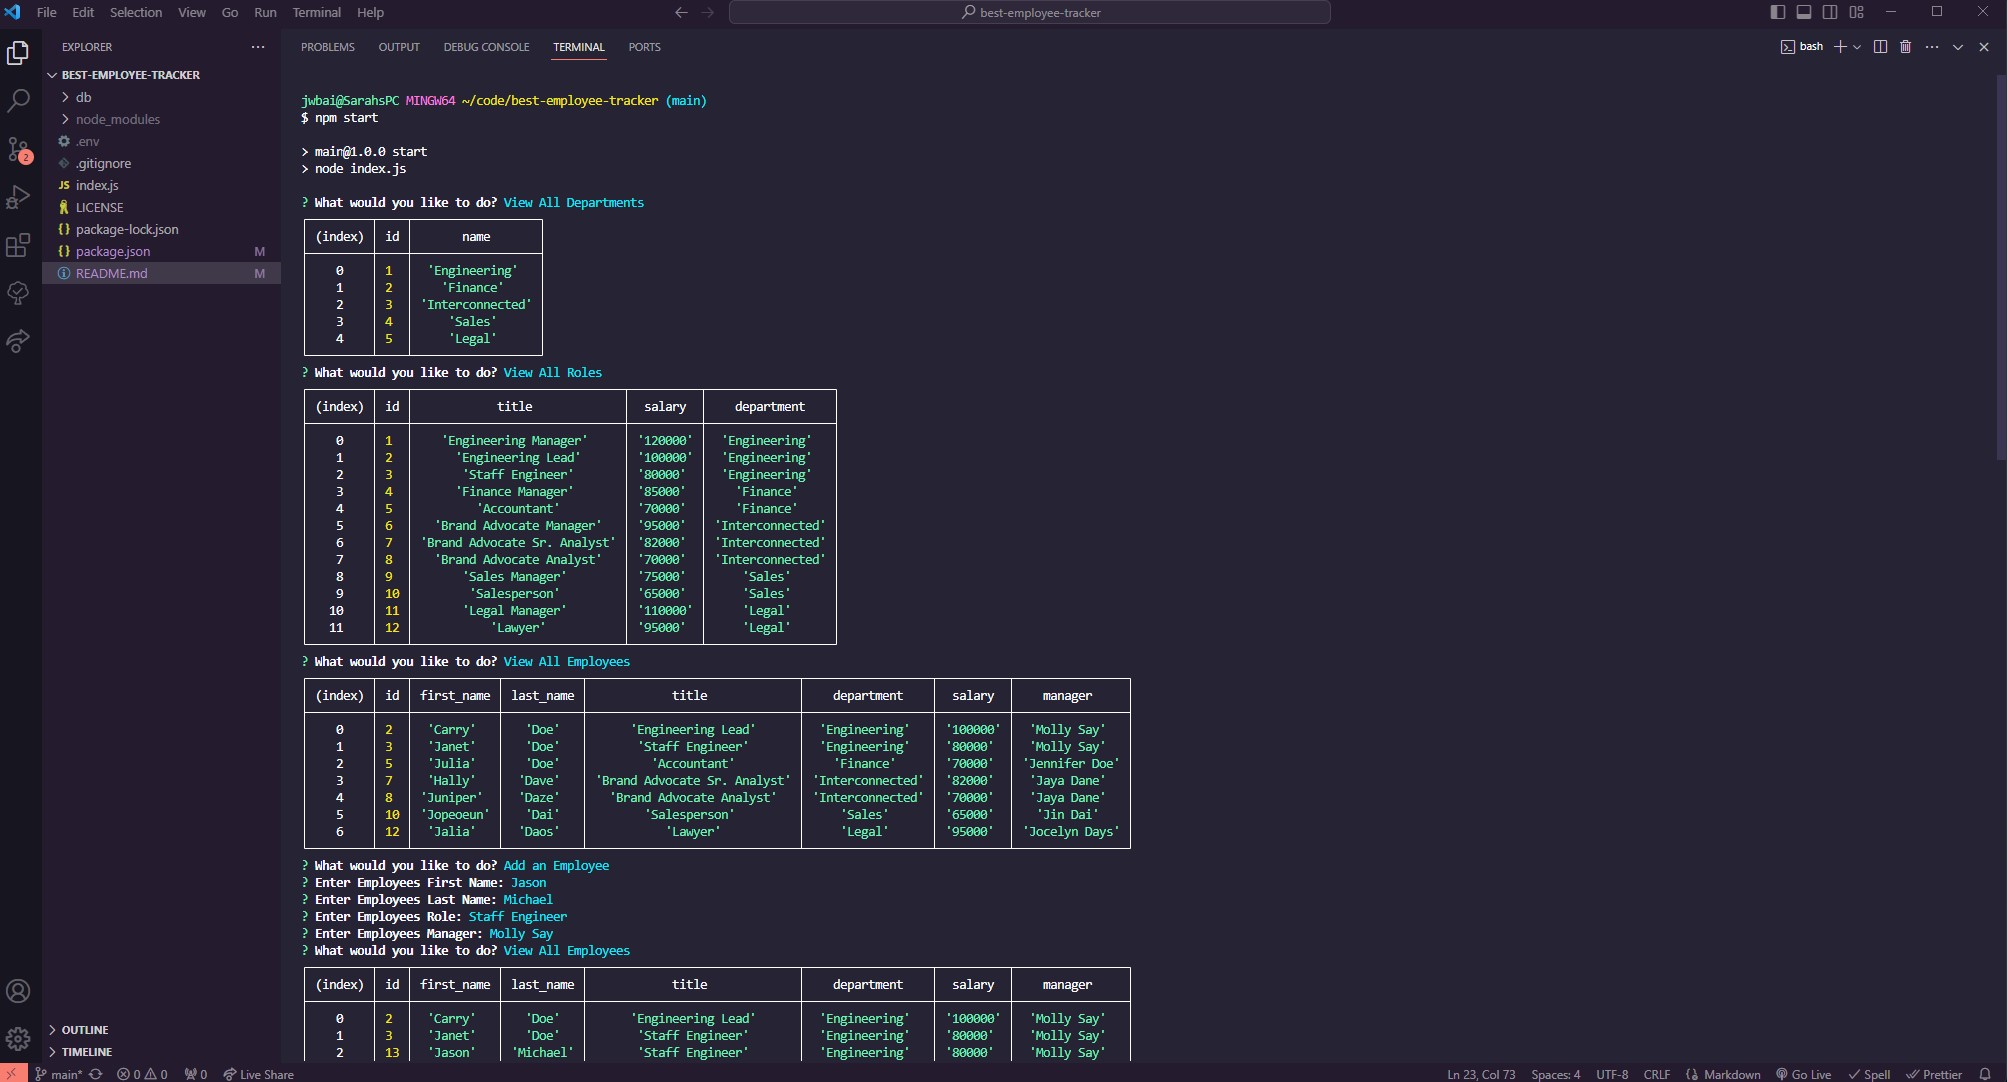 File Edit Selection View Go Run Terminal Help
best-employee-tracker
EXPLORER
BEST-EMPLOYEE-TRACKER
db
node_modules
.env
.gitignore
JS index.js
LICENSE
{} package-lock.json
{} package.json M
README.md M
OUTLINE
TIMELINE
2
PROBLEMS OUTPUT DEBUG CONSOLE TERMINAL PORTS
bash
jwbai@SarahsPC MINGW64 ~/code/best-employee-tracker (main)
$ npm start
> main@1.0.0 start
> node index.js
? What would you like to do? View All Departments
(index) id name
0 1 'Engineering'
1 2 'Finance'
2 3 'Interconnected'
3 4 'Sales'
4 5 'Legal'
? What would you like to do? View All Roles
(index) id title salary department
0 1 'Engineering Manager' '120000' 'Engineering'
1 2 'Engineering Lead' '100000' 'Engineering'
2 3 'Staff Engineer' '80000' 'Engineering'
3 4 'Finance Manager' '85000' 'Finance'
4 5 'Accountant' '70000' 'Finance'
5 6 'Brand Advocate Manager' '95000' 'Interconnected'
6 7 'Brand Advocate Sr. Analyst' '82000' 'Interconnected'
7 8 'Brand Advocate Analyst' '70000' 'Interconnected'
8 9 'Sales Manager' '75000' 'Sales'
9 10 'Salesperson' '65000' 'Sales'
10 11 'Legal Manager' '110000' 'Legal'
11 12 'Lawyer' '95000' 'Legal'
? What would you like to do? View All Employees
(index) id first_name last_name title department salary manager
0 2 'Carry' 'Doe' 'Engineering Lead' 'Engineering' '100000' 'Molly Say'
1 3 'Janet' 'Doe' 'Staff Engineer' 'Engineering' '80000' 'Molly Say'
2 5 'Julia' 'Doe' 'Accountant' 'Finance' '70000' 'Jennifer Doe'
3 7 'Hally' 'Dave' 'Brand Advocate Sr. Analyst' 'Interconnected' '82000' 'Jaya Dane'
4 8 'Juniper' 'Daze' 'Brand Advocate Analyst' 'Interconnected' '70000' 'Jaya Dane'
5 10 'Jopeoeun' 'Dai' 'Salesperson' 'Sales' '65000' 'Jin Dai'
6 12 'Jalia' 'Daos' 'Lawyer' 'Legal' '95000' 'Jocelyn Days'
? What would you like to do? Add an Employee
? Enter Employees First Name: Jason
? Enter Employees Last Name: Michael
? Enter Employees Role: Staff Engineer
? Enter Employees Manager: Molly Say
? What would you like to do? View All Employees
(index) id first_name last_name title department salary manager
0 2 'Carry' 'Doe' 'Engineering Lead' 'Engineering' '100000' 'Molly Say'
1 3 'Janet' 'Doe' 'Staff Engineer' 'Engineering' '80000' 'Molly Say'
2 13 'Jason' 'Michael' 'Staff Engineer' 'Engineering' '80000' 'Molly Say'
main* 0 0 0 Live Share Ln 23, Col 73 Spaces: 4 UTF-8 CRLF {} Markdown Go Live Spell Prettier